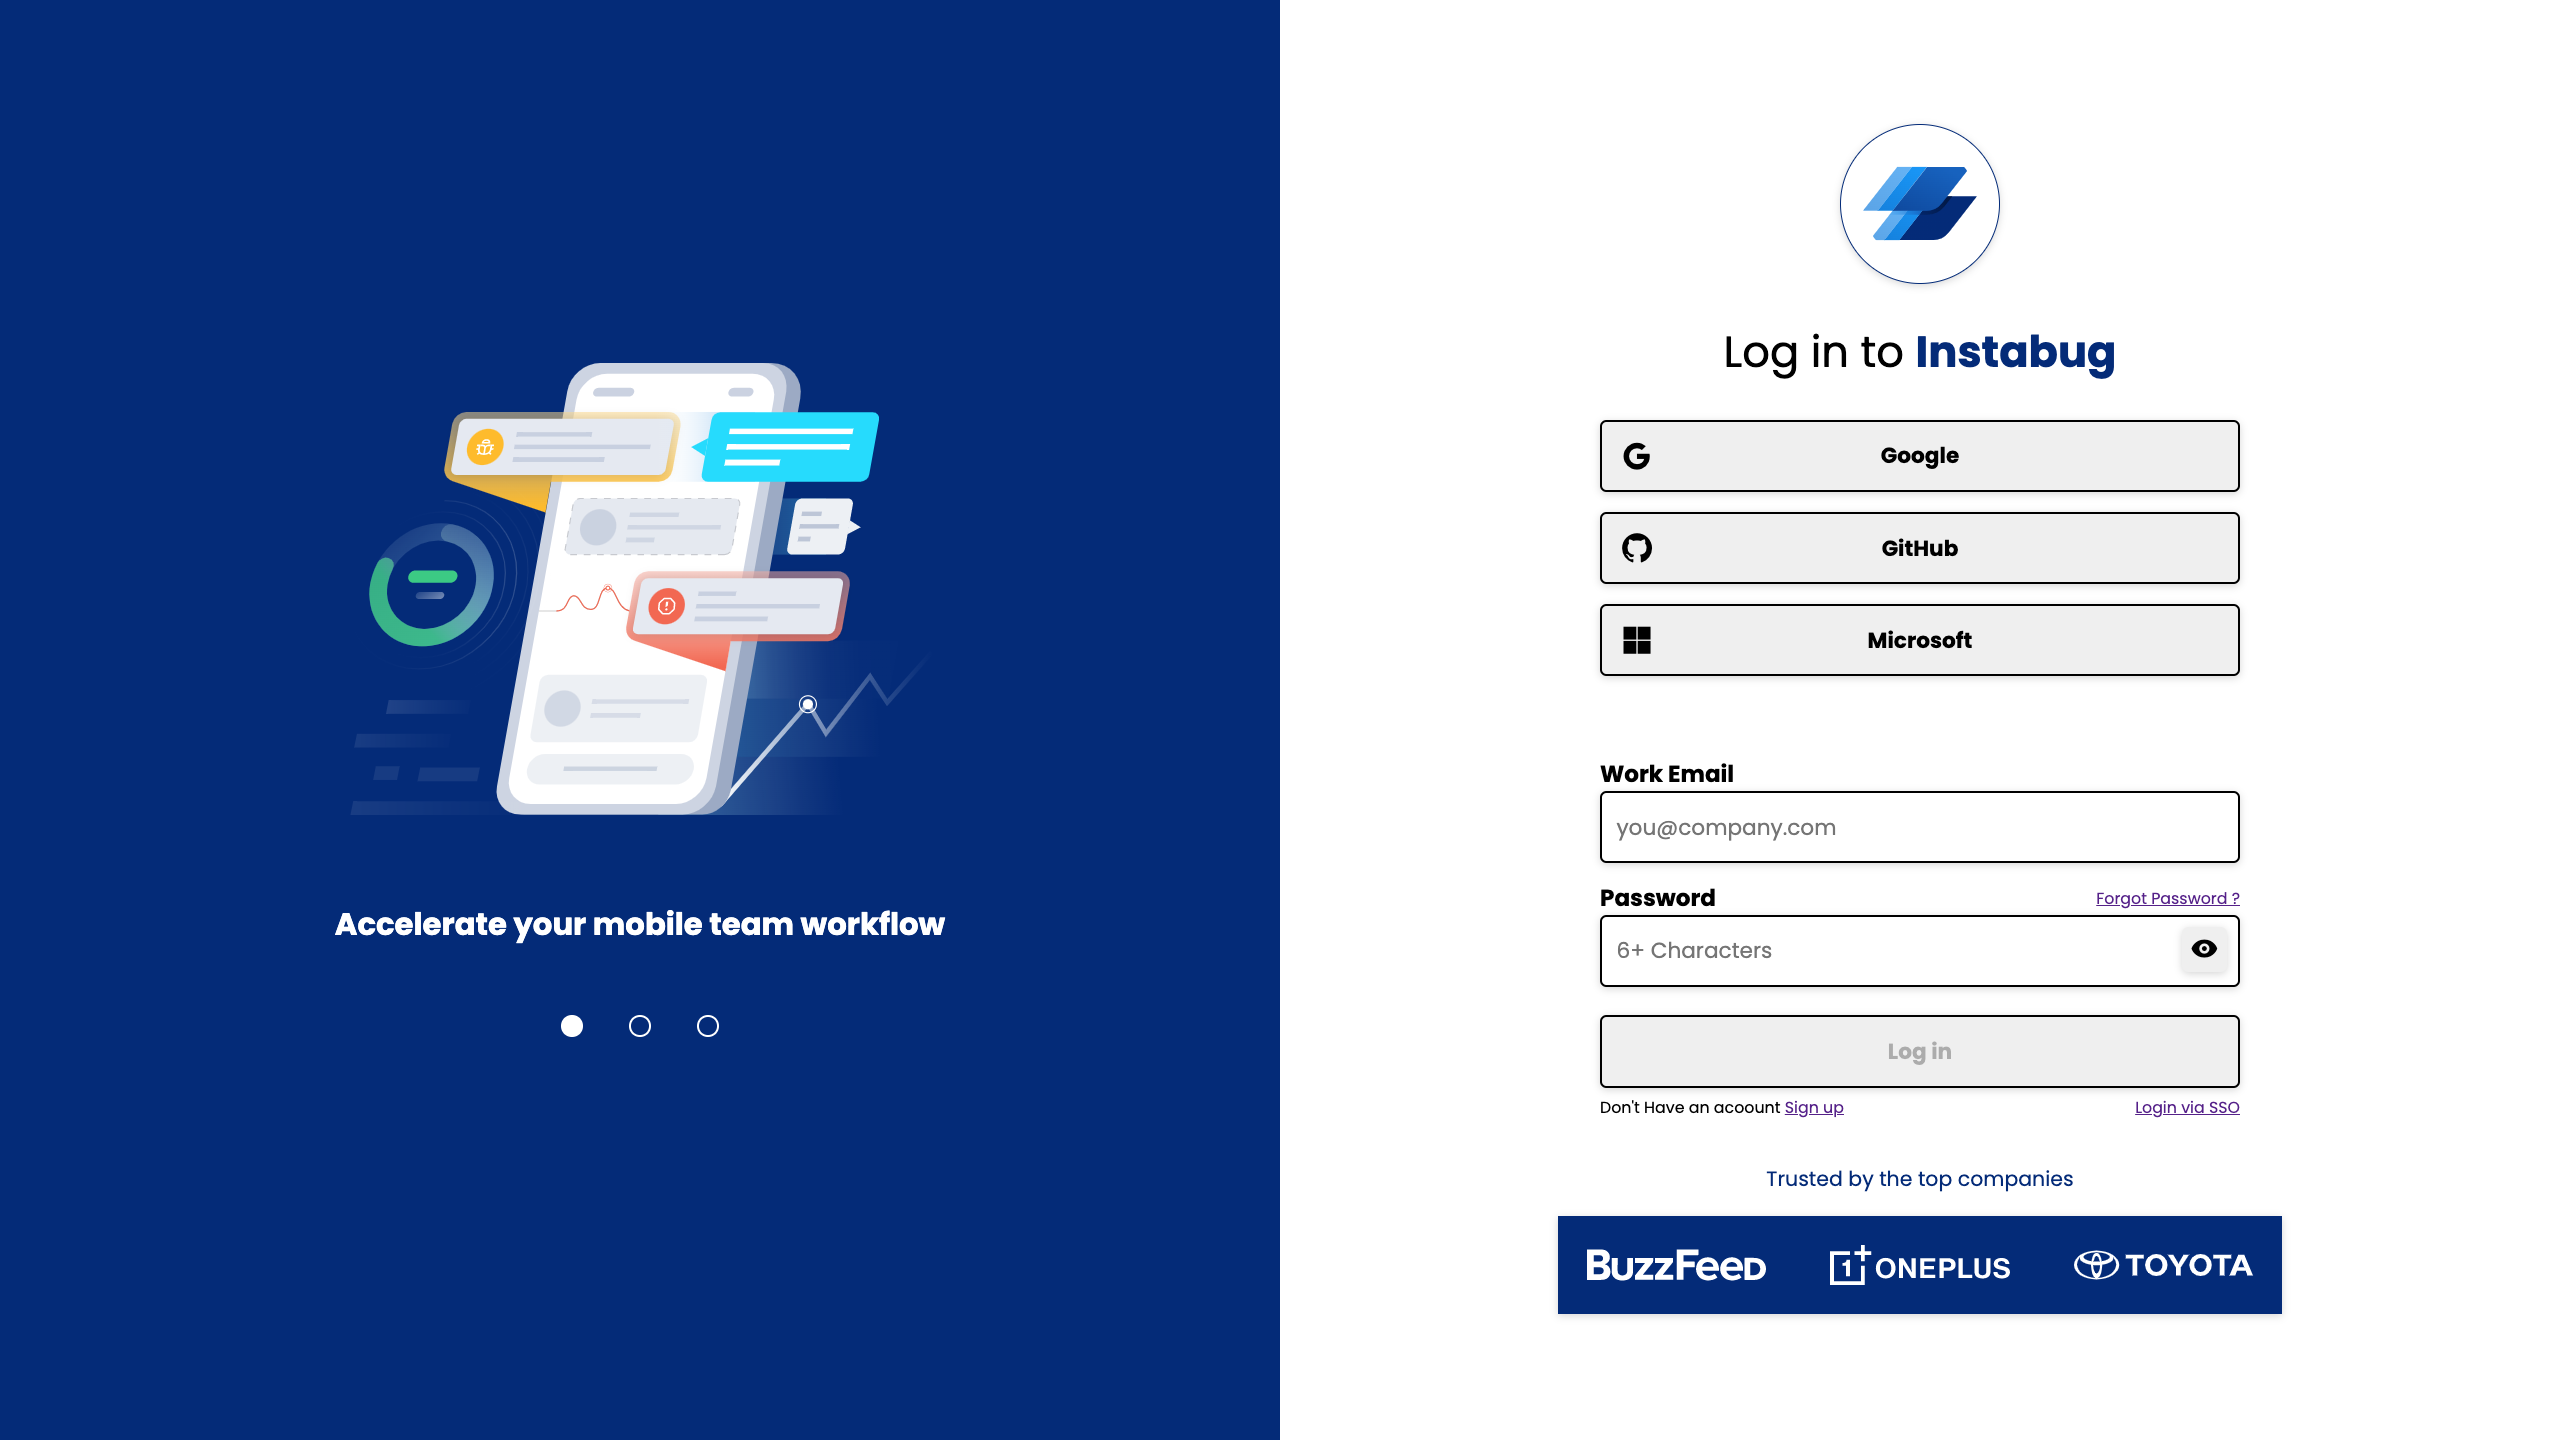 Accelerate your mobile team workflow
Log in to Instabug
Google
GitHub
Microsoft
Work Email
you@company.com
Password
Forgot Password ?
6+ Characters
Log in
Don't Have an acoount Sign up
Login via SSO
Trusted by the top companies
BuzzFeed
1+ ONEPLUS
TOYOTA